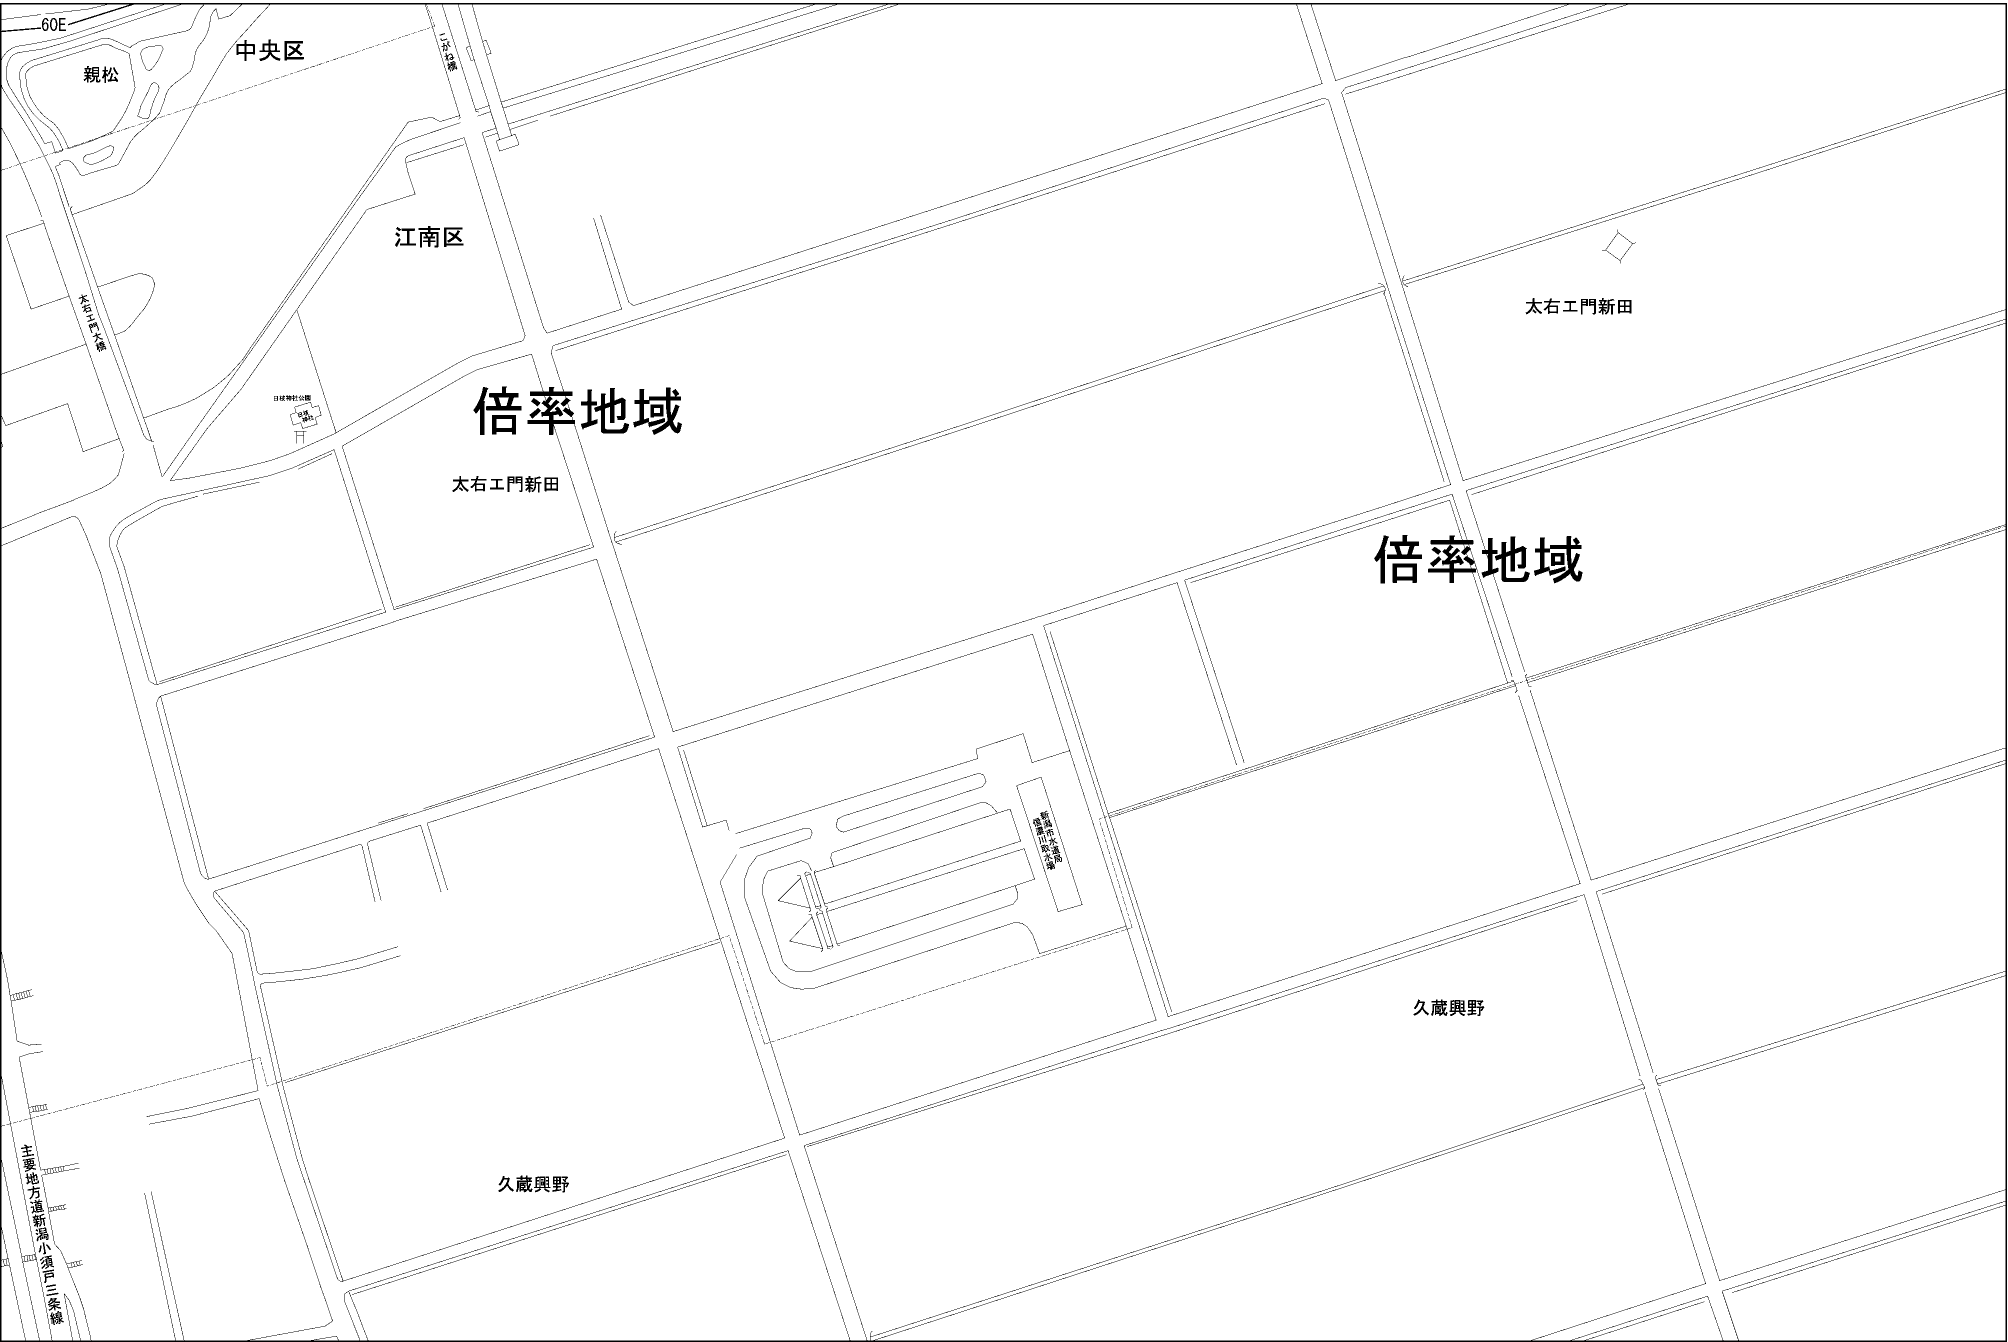 60E
中央区
親松
こがね橋
江南区
太右エ門新田
太右エ門大橋
日枝神社公園
日枝
神社
倍率地域
太右エ門新田
倍率地域
新潟市水道局
信濃川取水場
久蔵興野
久蔵興野
主要地方道新潟小須戸三条線